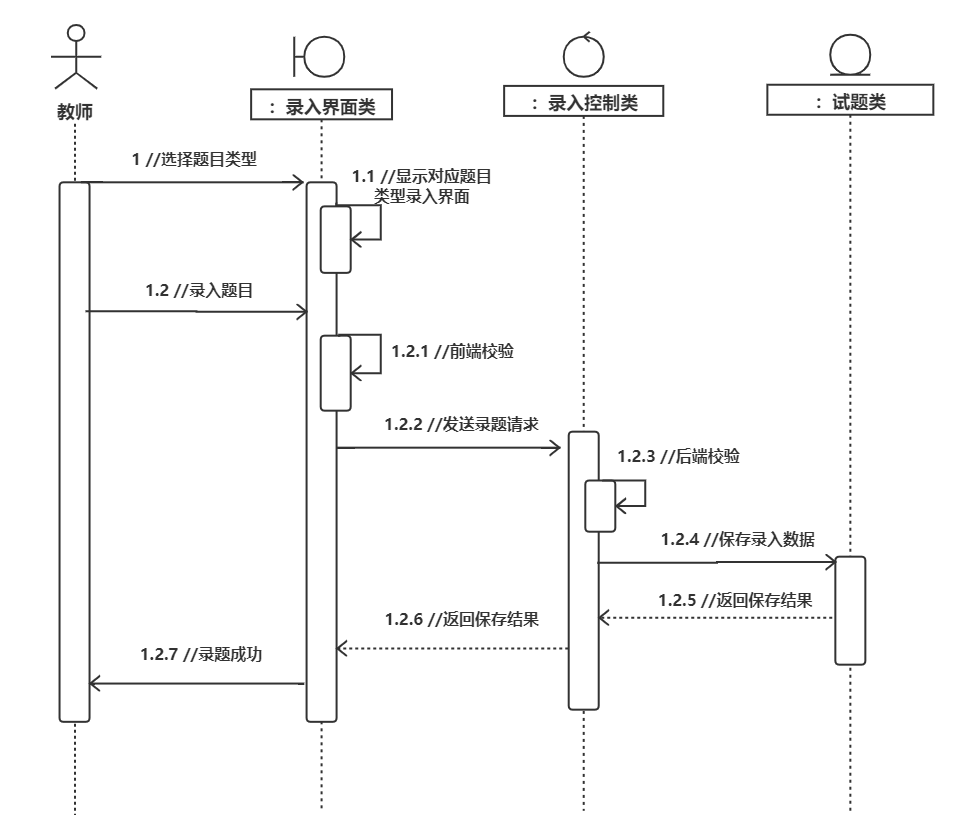 教师
: 录入界面类
: 录入控制类
: 试题类
1 //选择题目类型
1.1 //显示对应题目
类型录入界面
1.2 //录入题目
1.2.1 //前端校验
1.2.2 //发送录题请求
1.2.3 //后端校验
1.2.4 //保存录入数据
1.2.5 //返回保存结果
1.2.6 //返回保存结果
1.2.7 //录题成功